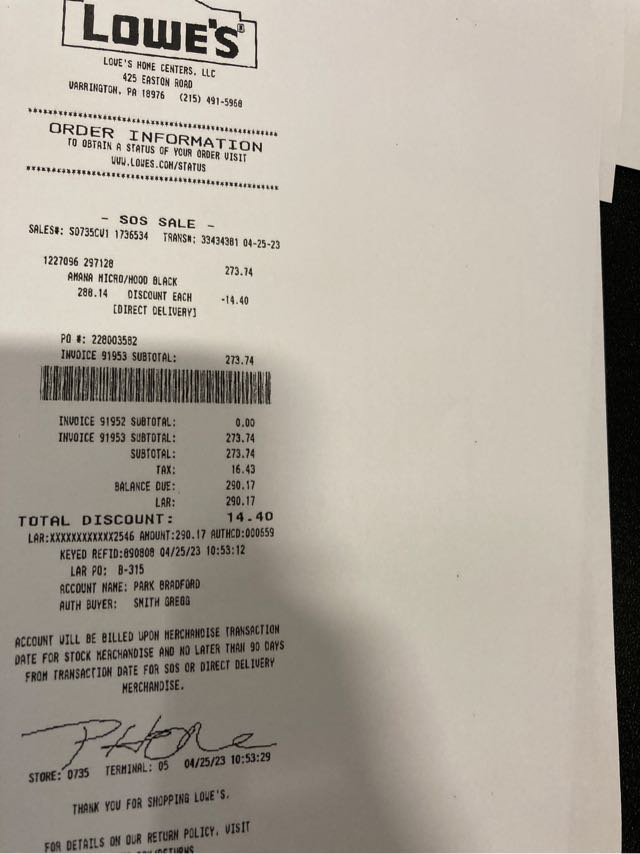 LOWE'S®
LOWE'S HOME CENTERS, LLC
425 EASTON ROAD
WARRINGTON, PA 18976 (215) 491-5960
ORDER INFORMATION
TO OBTAIN A STATUS OF YOUR ORDER VISIT
WWW.LOWES.COM/STATUS
- SOS SALE -
SALES#: SO735CW1 1736534 TRANS#: 33434381 04-25-23
1227096 297128 273.74
AMANA MICRO/HOOD BLACK
288.14 DISCOUNT EACH -14.40
[DIRECT DELIVERY]
PO #: 228003582
INVOICE 91953 SUBTOTAL: 273.74
INVOICE 91952 SUBTOTAL: 0.00
INVOICE 91953 SUBTOTAL: 273.74
SUBTOTAL: 273.74
TAX: 16.43
BALANCE DUE: 290.17
LAR: 290.17
TOTAL DISCOUNT: 14.40
LAR:XXXXXXXXXXXX2546 AMOUNT:290.17 AUTHCD:000659
KEYED REFID:890808 04/25/23 10:53:12
LAR PO: B-315
ACCOUNT NAME: PARK BRADFORD
AUTH BUYER: SMITH GREGG
ACCOUNT WILL BE BILLED UPON MERCHANDISE TRANSACTION
DATE FOR STOCK MERCHANDISE AND NO LATER THAN 90 DAYS
FROM TRANSACTION DATE FOR SOS OR DIRECT DELIVERY
MERCHANDISE.
PHONE
STORE: 0735 TERMINAL: 05 04/25/23 10:53:29
THANK YOU FOR SHOPPING LOWE'S.
FOR DETAILS ON OUR RETURN POLICY, VISIT